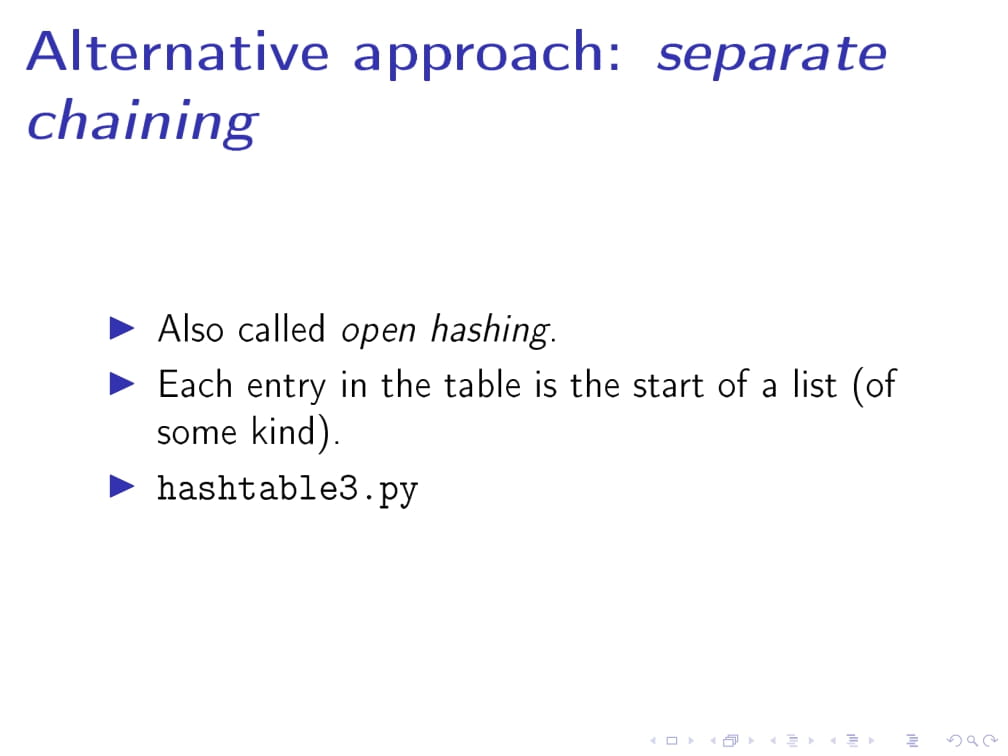 Alternative approach: separate
chaining
Also called open hashing.
Each entry in the table is the start of a list (of
some kind).
hashtable3.py